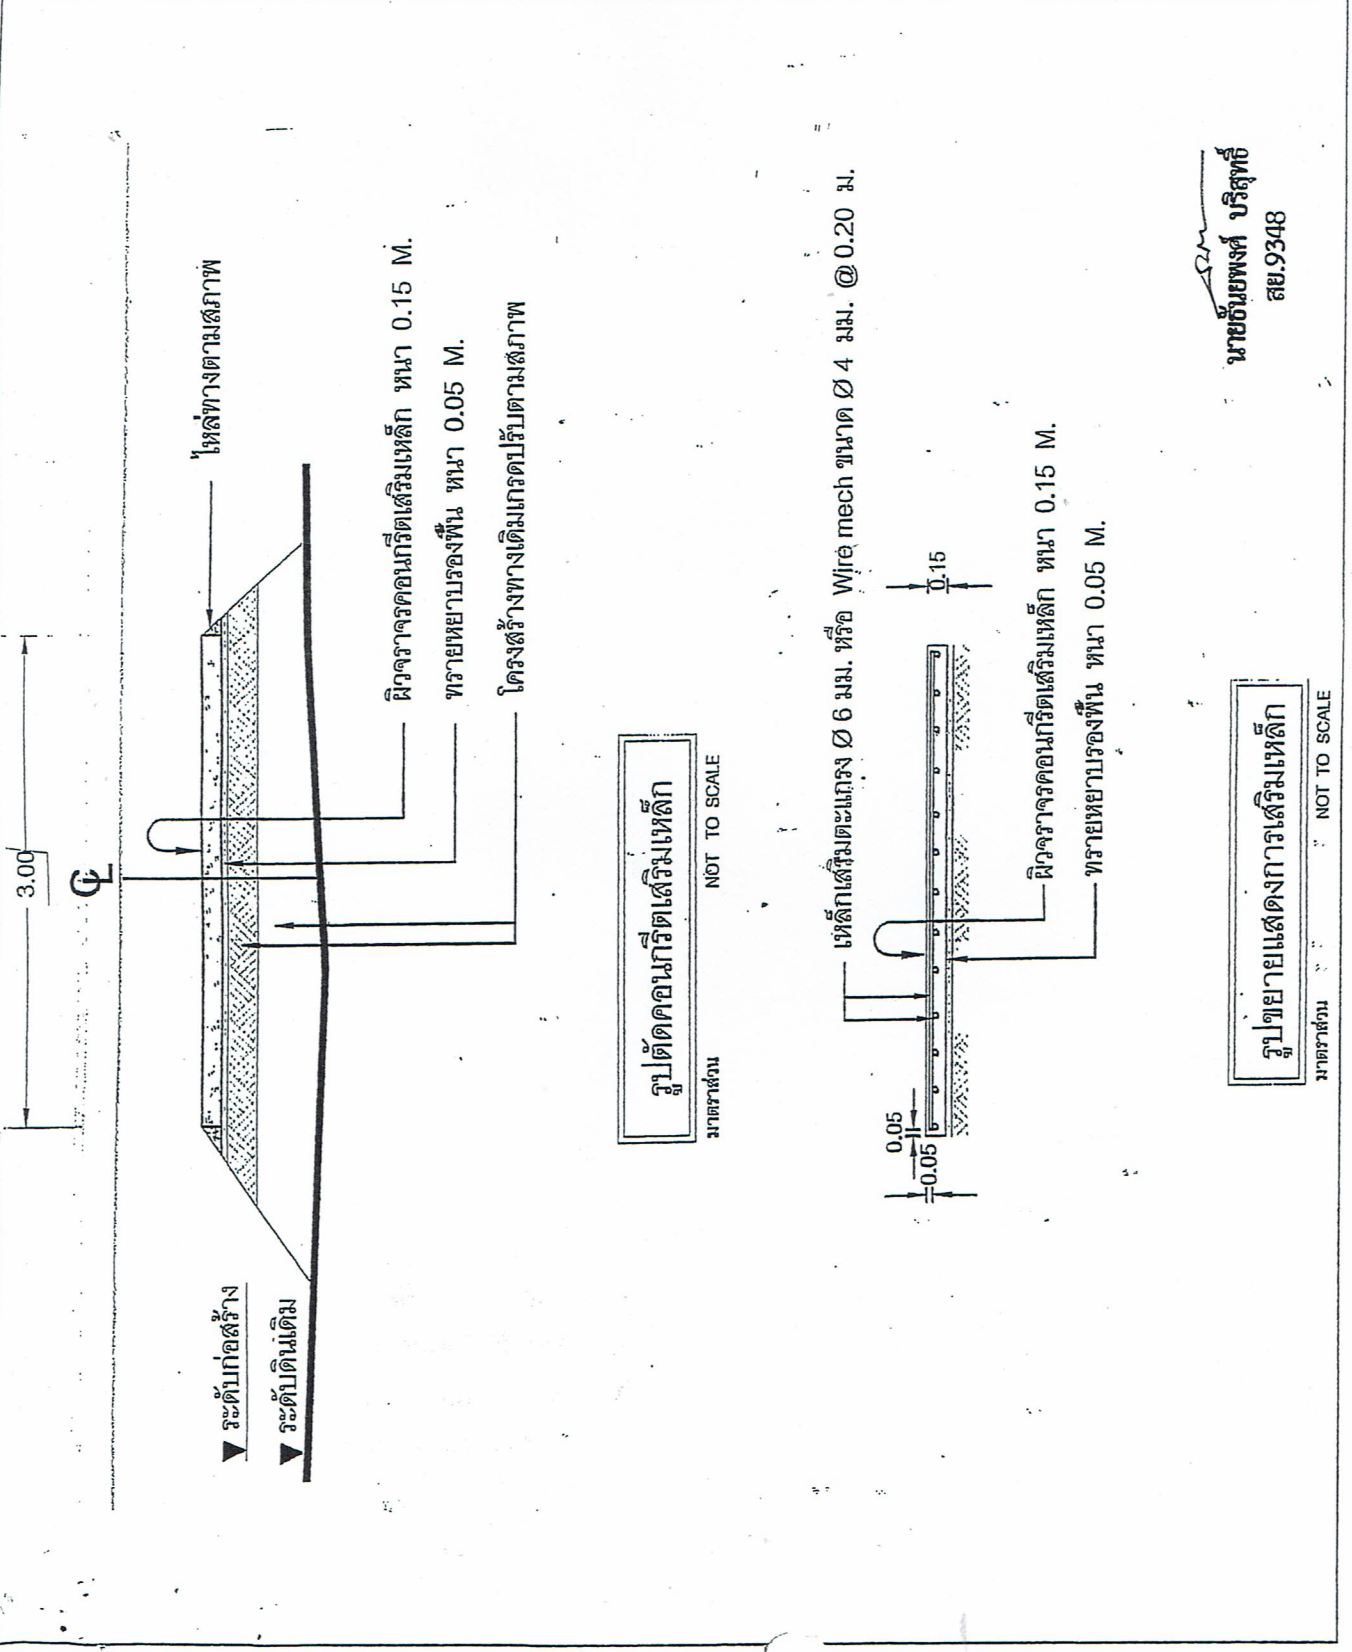 3.00
CL
ไหล่ทางตามสภาพ
▼ ระดับก่อสร้าง
▼ ระดับดินเดิม
ผิวจราจรคอนกรีตเสริมเหล็ก หนา 0.15 M.
ทรายหยาบรองพื้น หนา 0.05 M.
โครงสร้างทางเดิมเกรดปรับตามสภาพ
รูปตัดคอนกรีตเสริมเหล็ก
มาตราส่วน NOT TO SCALE
เหล็กเสริมตะแกรง Ø 6 มม. หรือ Wire mech ขนาด Ø 4 มม. @ 0.20 ม.
0.05
0.05
0.15
ผิวจราจรคอนกรีตเสริมเหล็ก หนา 0.15 M.
ทรายหยาบรองพื้น หนา 0.05 M.
รูปขยายแสดงการเสริมเหล็ก
มาตราส่วน NOT TO SCALE
นายธันยพงศ์ บริสุทธิ์
สย.9348